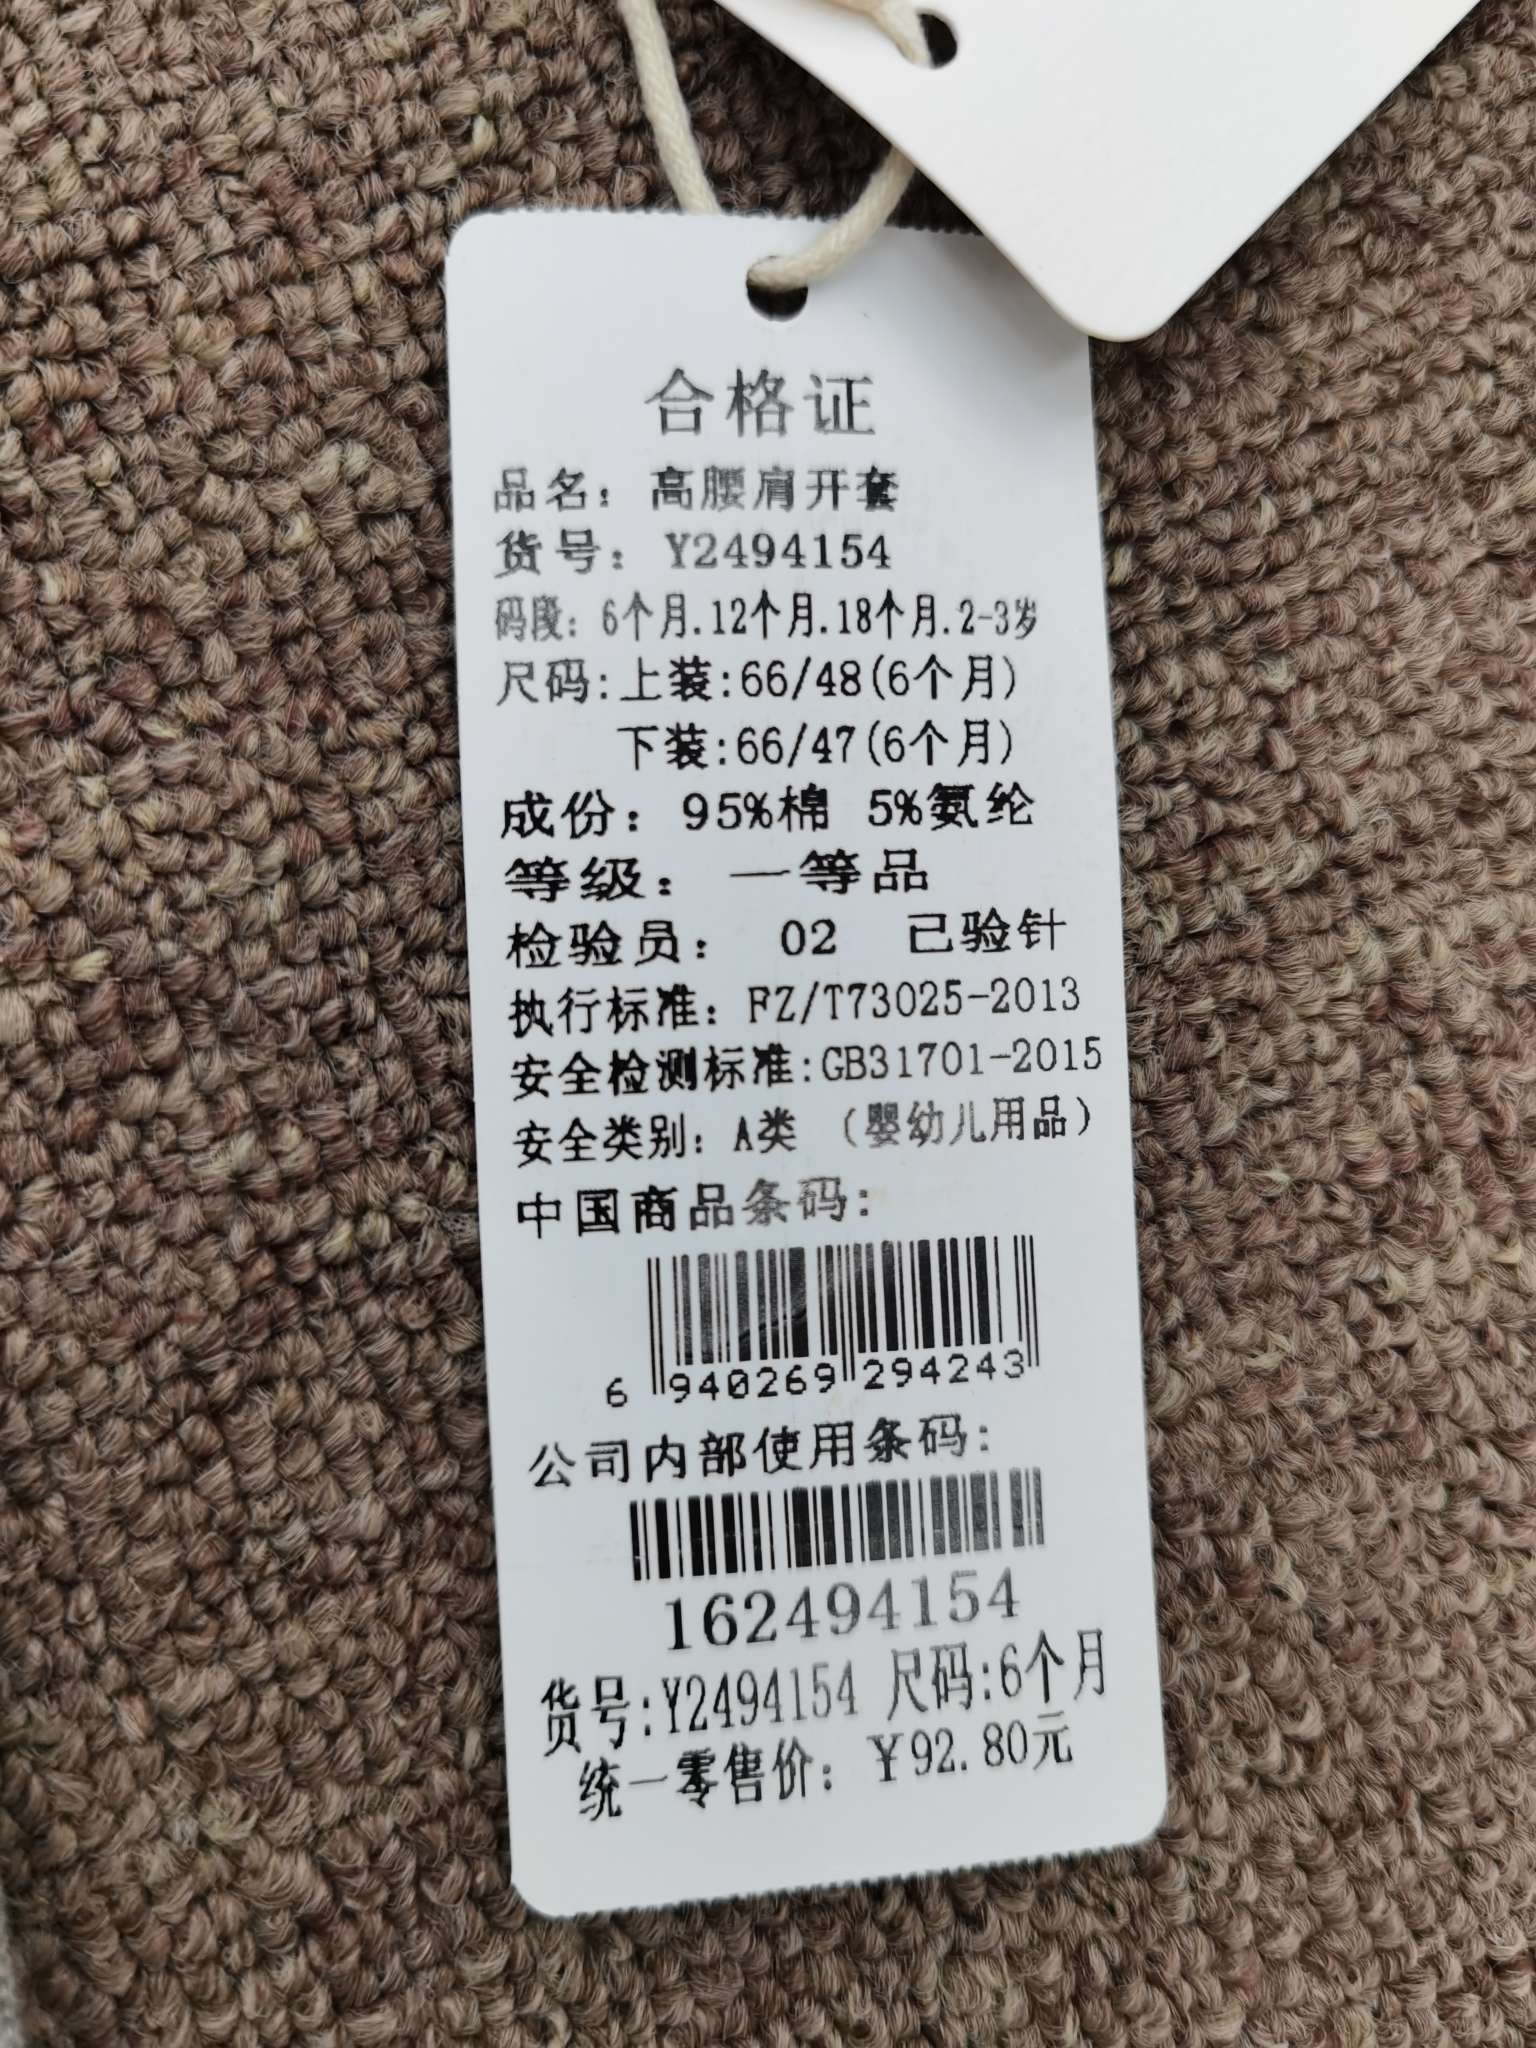 合格证
品名：高腰肩开套
货号：Y2494154
码段：6个月.12个月.18个月.2-3岁
尺码:上装:66/48(6个月)
下装:66/47(6个月)
成份：95%棉 5%氨纶
等级：一等品
检验员： 02 已验针
执行标准：FZ/T73025-2013
安全检测标准:GB31701-2015
安全类别：A类 （婴幼儿用品）
中国商品条码:
6 940269 294243
公司内部使用条码:
162494154
货号:Y2494154 尺码:6个月
统一零售价：￥92.80元